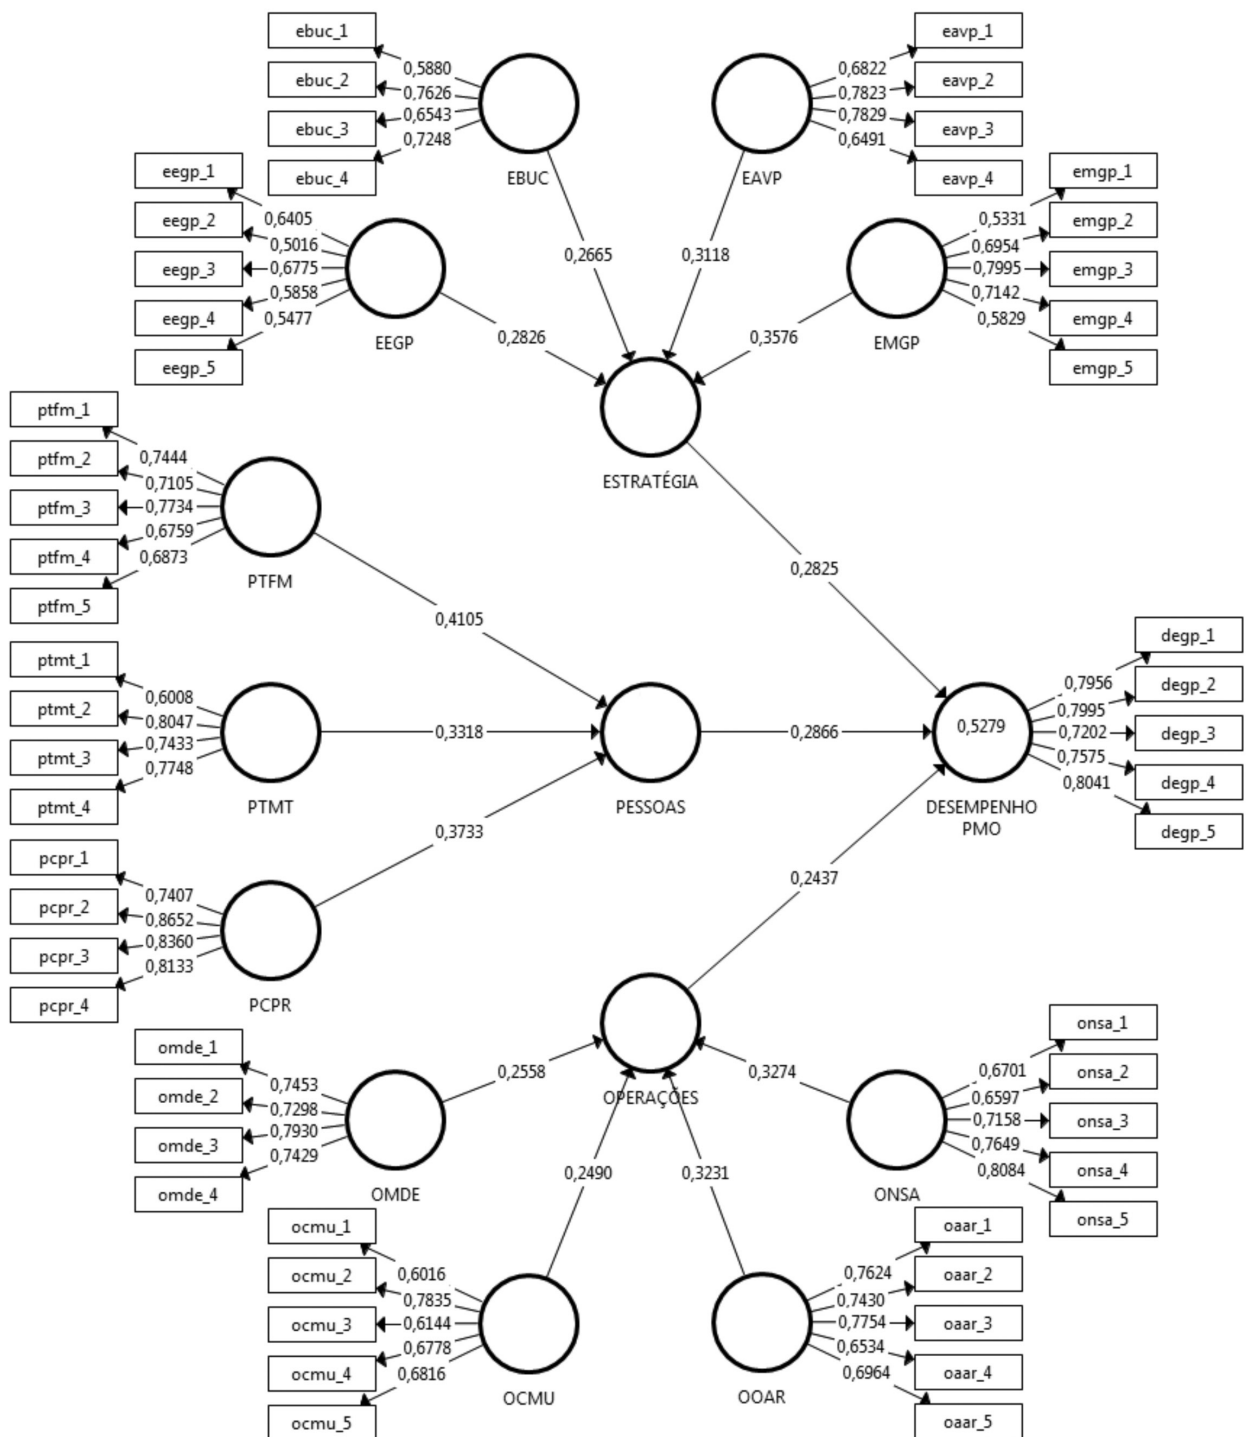 ebuc_1
ebuc_2
ebuc_3
ebuc_4
0,5880
0,7626
0,6543
0,7248
EBUC
eavp_1
eavp_2
eavp_3
eavp_4
0,6822
0,7823
0,7829
0,6491
EAVP
eegp_1
eegp_2
eegp_3
eegp_4
eegp_5
0,6405
0,5016
0,6775
0,5858
0,5477
EEGP
emgp_1
emgp_2
emgp_3
emgp_4
emgp_5
0,5331
0,6954
0,7995
0,7142
0,5829
EMGP
0,2665
0,3118
0,2826
0,3576
ESTRATÉGIA
0,2825
ptfm_1
ptfm_2
ptfm_3
ptfm_4
ptfm_5
0,7444
0,7105
0,7734
0,6759
0,6873
PTFM
0,4105
ptmt_1
ptmt_2
ptmt_3
ptmt_4
0,6008
0,8047
0,7433
0,7748
PTMT
0,3318
PESSOAS
0,2866
pcpr_1
pcpr_2
pcpr_3
pcpr_4
0,7407
0,8652
0,8360
0,8133
PCPR
0,3733
0,5279
DESEMPENHO
PMO
degp_1
degp_2
degp_3
degp_4
degp_5
0,7956
0,7995
0,7202
0,7575
0,8041
0,2437
OPERAÇÕES
omde_1
omde_2
omde_3
omde_4
0,7453
0,7298
0,7930
0,7429
OMDE
0,2558
onsa_1
onsa_2
onsa_3
onsa_4
onsa_5
0,6701
0,6597
0,7158
0,7649
0,8084
ONSA
0,3274
ocmu_1
ocmu_2
ocmu_3
ocmu_4
ocmu_5
0,6016
0,7835
0,6144
0,6778
0,6816
OCMU
0,2490
oaar_1
oaar_2
oaar_3
oaar_4
oaar_5
0,7624
0,7430
0,7754
0,6534
0,6964
OOAR
0,3231